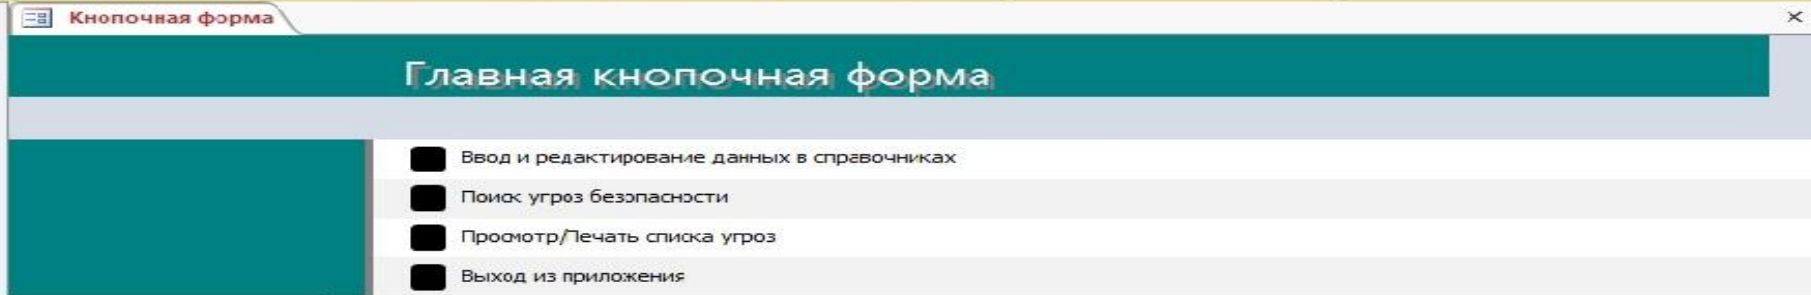 Кнопочная форма
Главная кнопочная форма
Ввод и редактирование данных в справочниках
Поиск угроз безопасности
Просмотр/Печать списка угроз
Выход из приложения